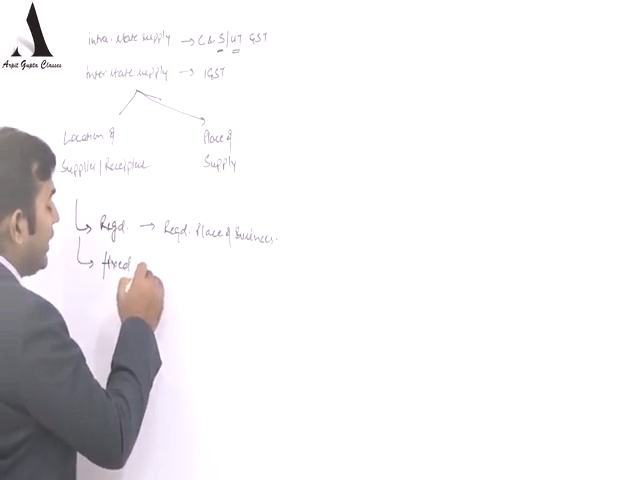 Arpit Gupta Classes
intra-state supply → C & S/UT GST
inter state supply → IGST
Location of Place of
Supplier/Recipient Supply
Regd. → Regd. Place of Business.
fixed